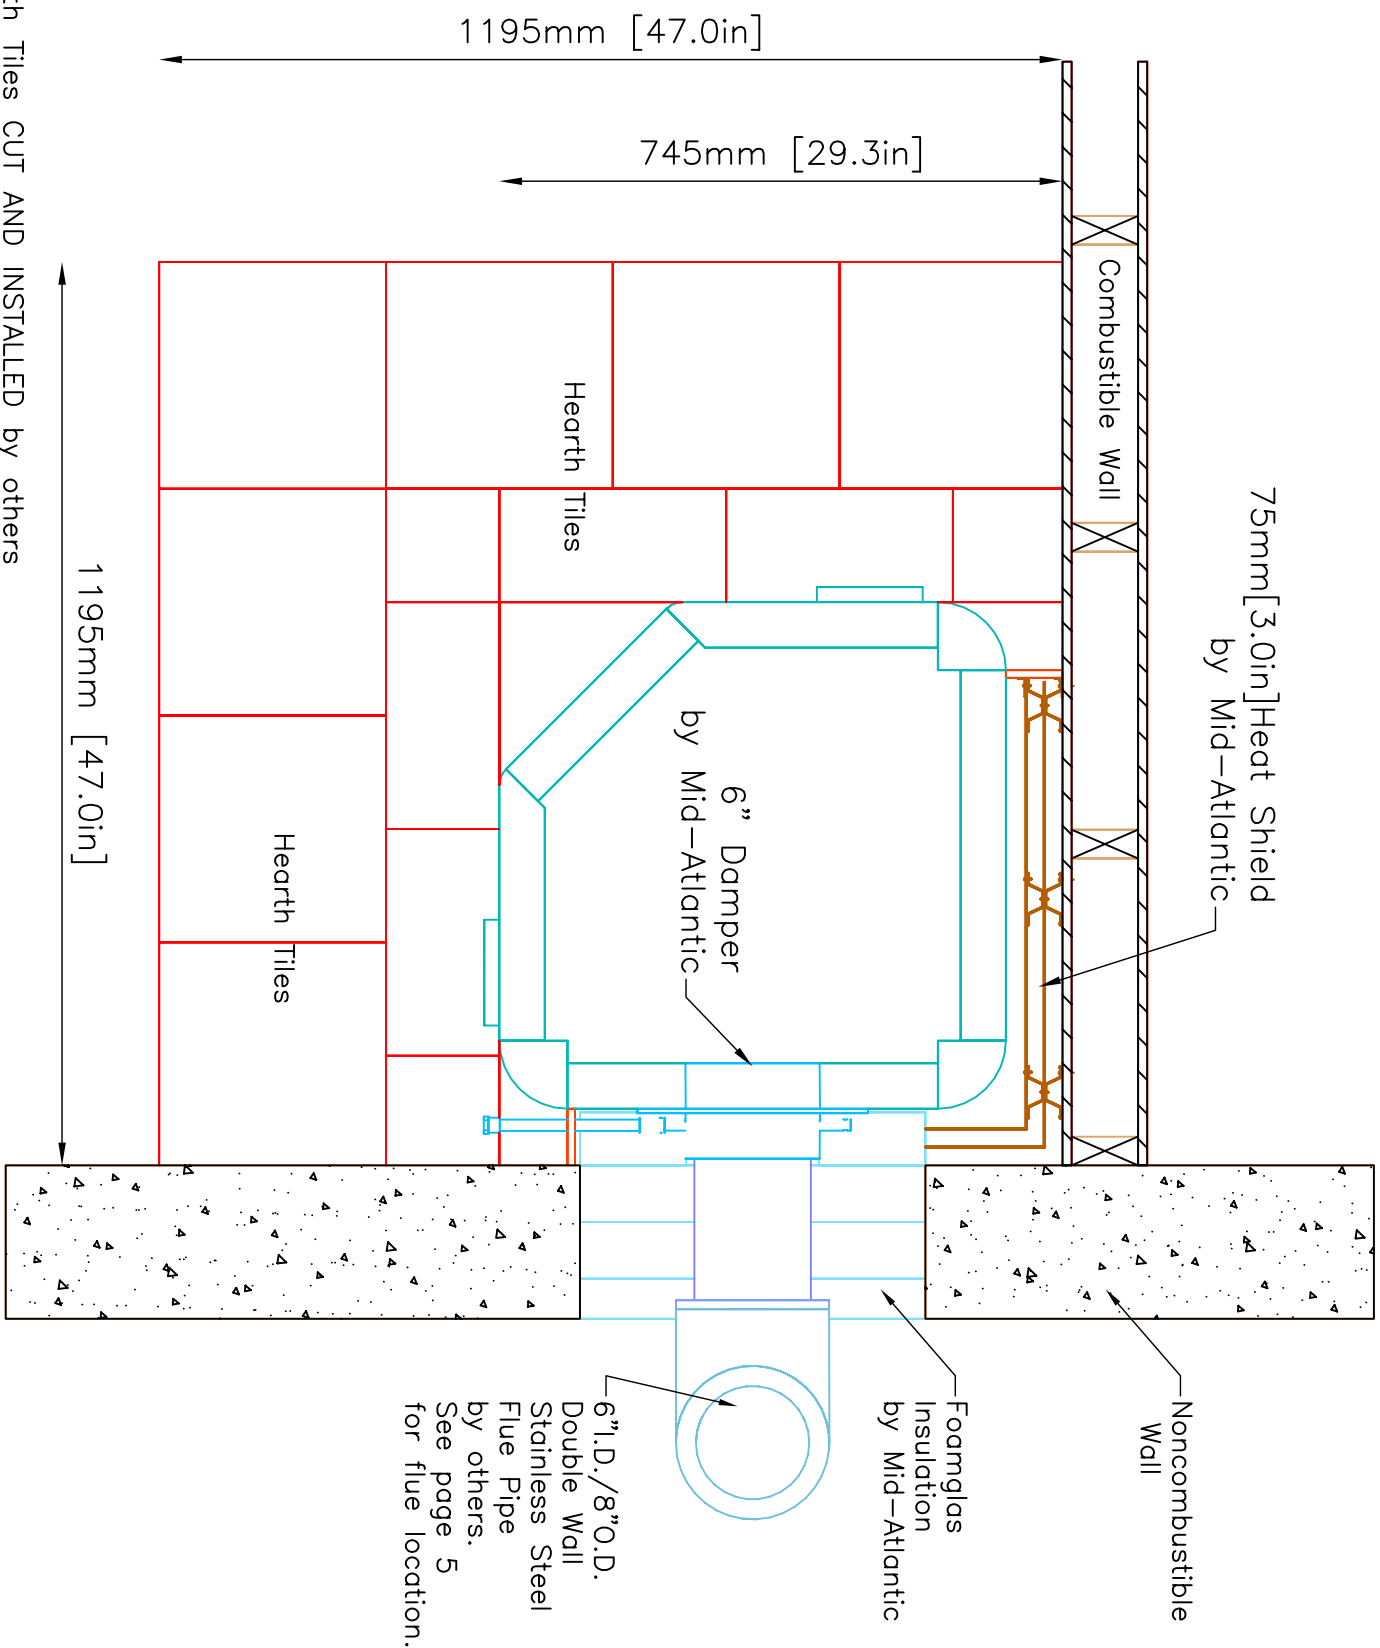 1195mm [47.0in]
745mm [29.3in]
Combustible Wall
75mm[3.0in]Heat Shield
by Mid-Atlantic
Hearth Tiles
6" Damper
by Mid-Atlantic
Hearth Tiles
1195mm [47.0in]
Tiles CUT AND INSTALLED by others
Noncombustible
Wall
Foamglas
Insulation
by Mid-Atlantic
6"I.D./8"O.D.
Double Wall
Stainless Steel
Flue Pipe
by others.
See page 5
for flue location.